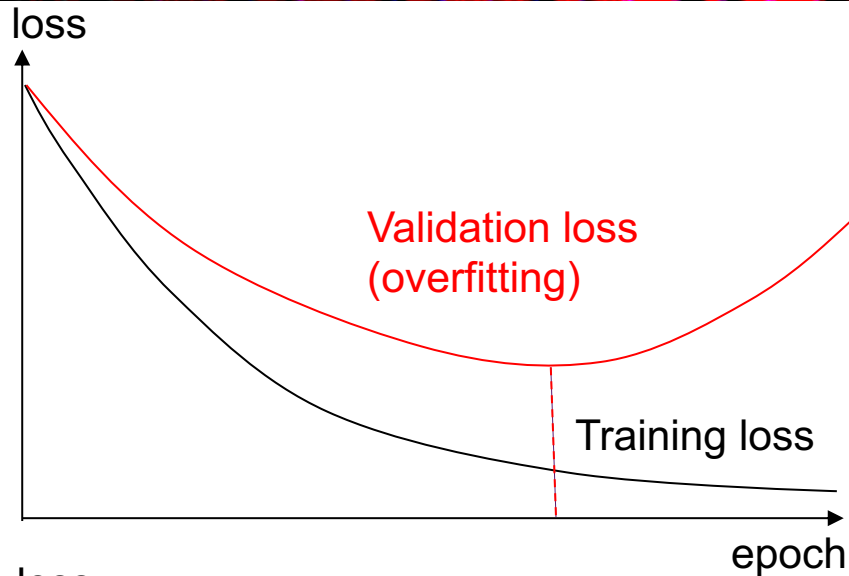 loss
Validation loss
(overfitting)
Training loss
epoch